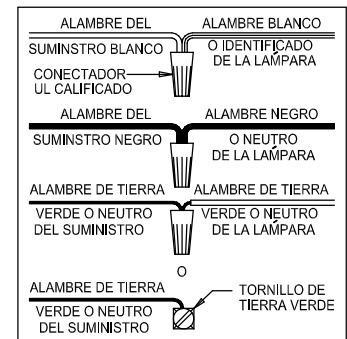 ALAMBRE DEL
SUMINSTRO BLANCO
ALAMBRE BLANCO
O IDENTIFICADO
DE LA LAMPARA
CONECTADOR
UL CALIFICADO
ALAMBRE DEL
SUMINSTRO NEGRO
ALAMBRE NEGRO
O NEUTRO
DE LA LAMPARA
ALAMBRE DE TIERRA
VERDE O NEUTRO
DEL SUMINISTRO
ALAMBRE DE TIERRA
VERDE O NEUTRO
DE LA LAMPARA
O
ALAMBRE DE TIERRA
VERDE O NEUTRO
DEL SUMINISTRO
TORNILLO DE
TIERRA VERDE